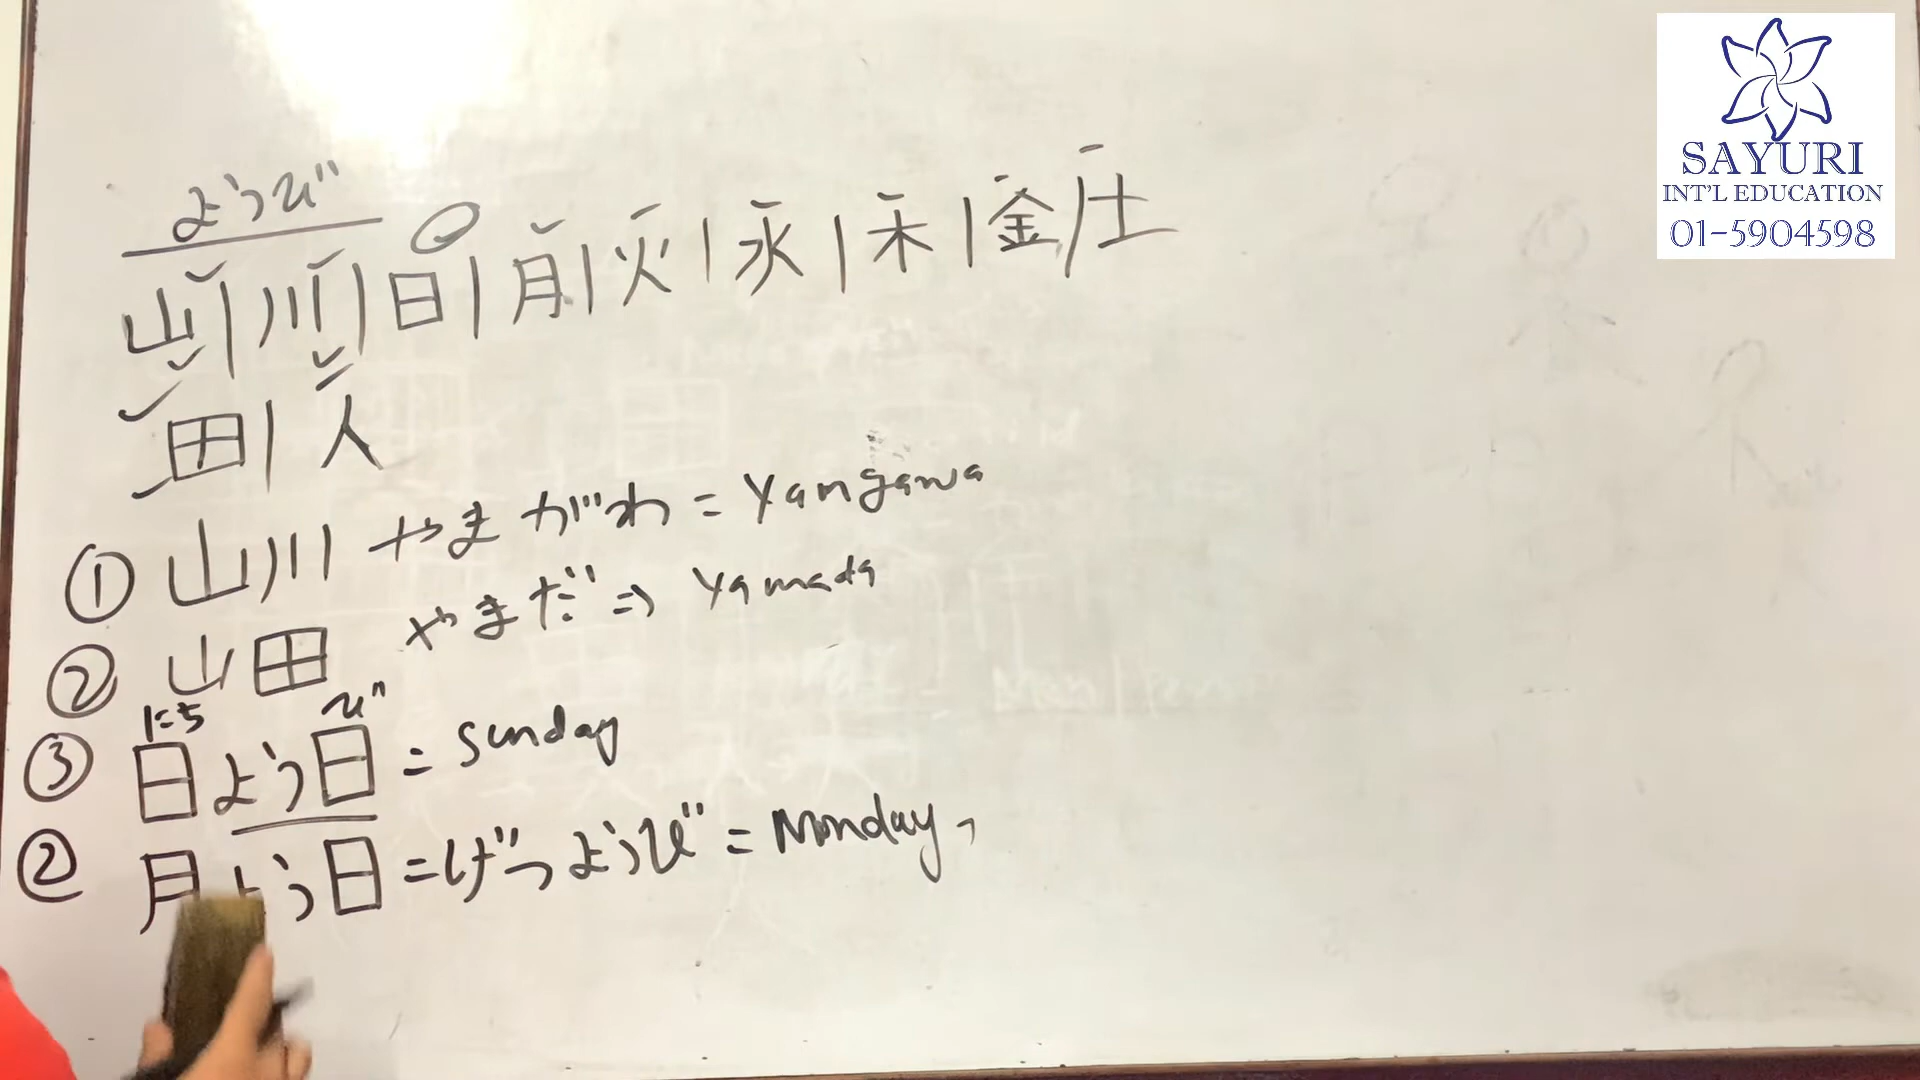 ようび
山|川|日|月|火|水|木|金|土
田|人
① 山川 やまがわ = Yamgawa
② 山田 やまだ ⇒ Yamada
にち び
③ 日よう日 = Sunday
② 月よう日 = げつようび = Monday,
SAYURI
INT'L EDUCATION
01-5904598